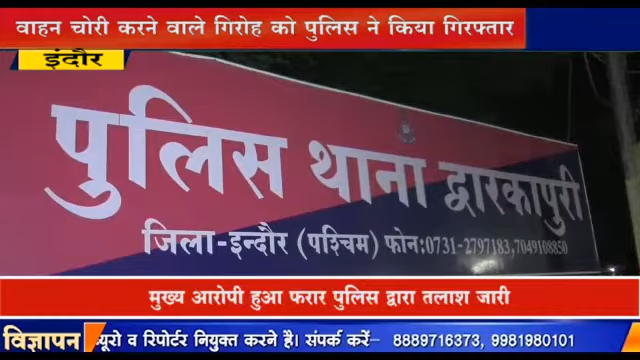 वाहन चोरी करने वाले गिरोह को पुलिस ने किया गिरफ्तार
इंदौर
पुलिस थाना द्वारकापुरी
जिला-इन्दौर (पश्चिम) फोन:0731-2797183,7049108850
मुख्य आरोपी हुआ फरार पुलिस द्वारा तलाश जारी
विज्ञापन ब्यूरो व रिपोर्टर नियुक्त करने है। संपर्क करें- 8889716373, 9981980101